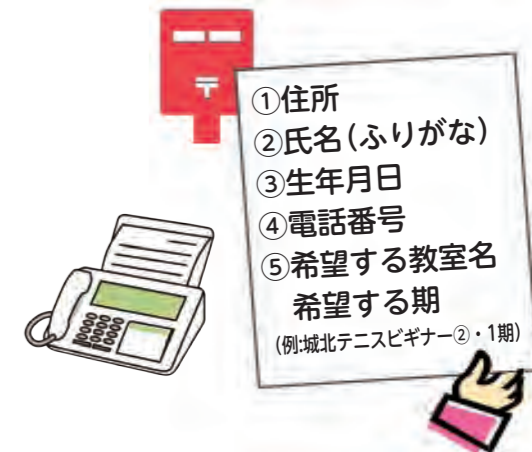 〒
①住所
②氏名(ふりがな)
③生年月日
④電話番号
⑤希望する教室名
希望する期
(例:城北テニスビギナー②・1期)